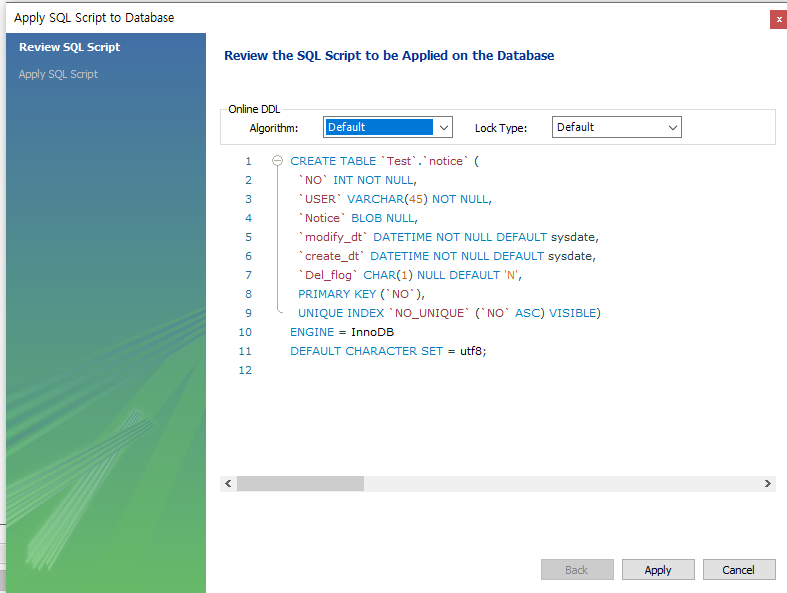 Apply SQL Script to Database
x
Review SQL Script
Apply SQL Script
Review the SQL Script to be Applied on the Database
Online DDL
Algorithm: Default Lock Type: Default
1 CREATE TABLE `Test`.`notice` (
2 `NO` INT NOT NULL,
3 `USER` VARCHAR(45) NOT NULL,
4 `Notice` BLOB NULL,
5 `modify_dt` DATETIME NOT NULL DEFAULT sysdate,
6 `create_dt` DATETIME NOT NULL DEFAULT sysdate,
7 `Del_flog` CHAR(1) NULL DEFAULT 'N',
8 PRIMARY KEY (`NO`),
9 UNIQUE INDEX `NO_UNIQUE` (`NO` ASC) VISIBLE)
10 ENGINE = InnoDB
11 DEFAULT CHARACTER SET = utf8;
12
Back Apply Cancel